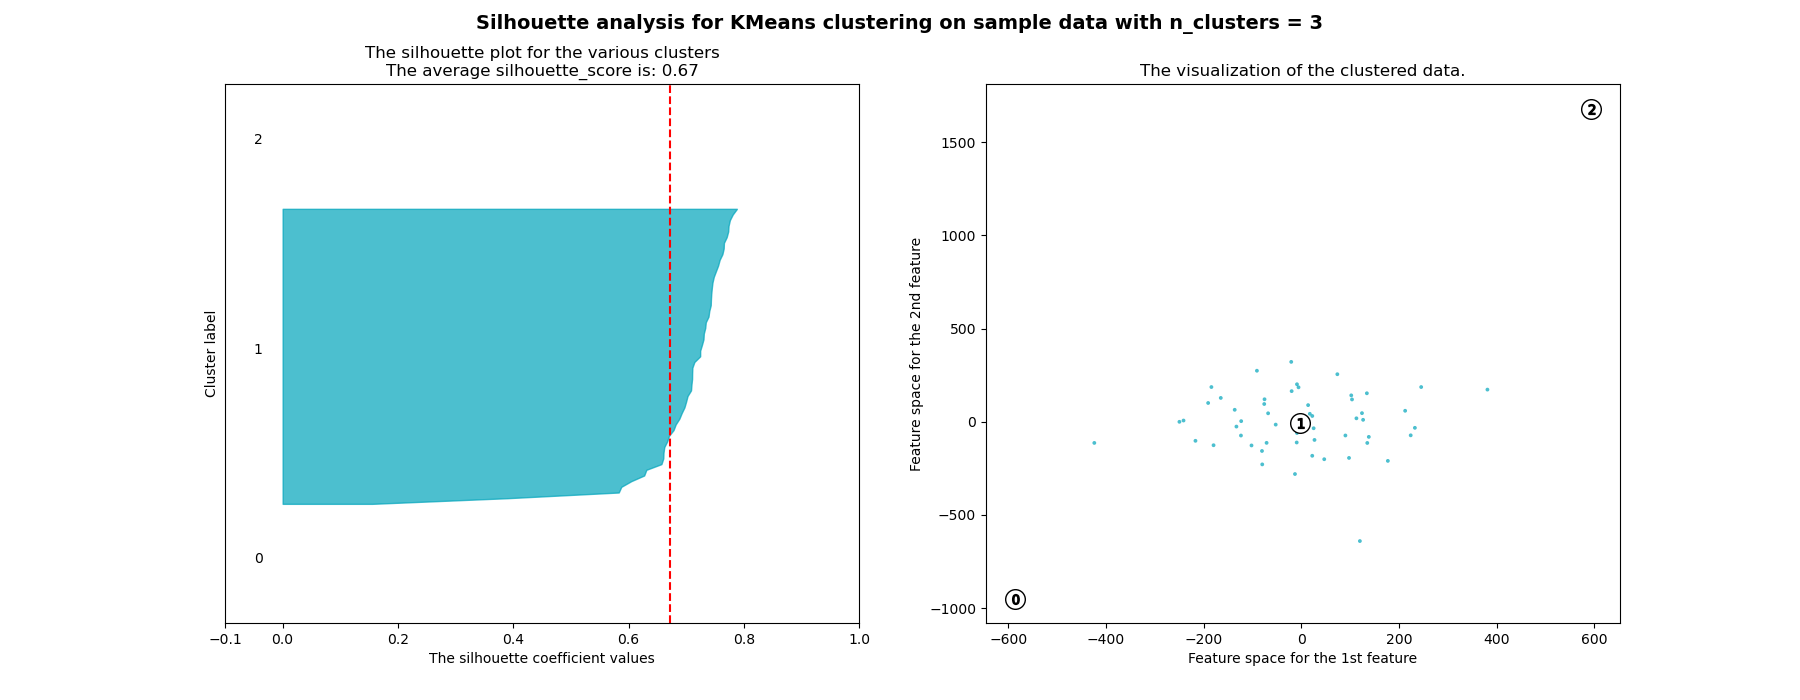 Silhouette analysis for KMeans clustering on sample data with n_clusters = 3
The silhouette plot for the various clusters
The average silhouette_score is: 0.67
2
1
0
Cluster label
−0.1 0.0 0.2 0.4 0.6 0.8 1.0
The silhouette coefficient values
The visualization of the clustered data.
2
1
0
1500
1000
500
0
−500
−1000
Feature space for the 2nd feature
−600 −400 −200 0 200 400 600
Feature space for the 1st feature